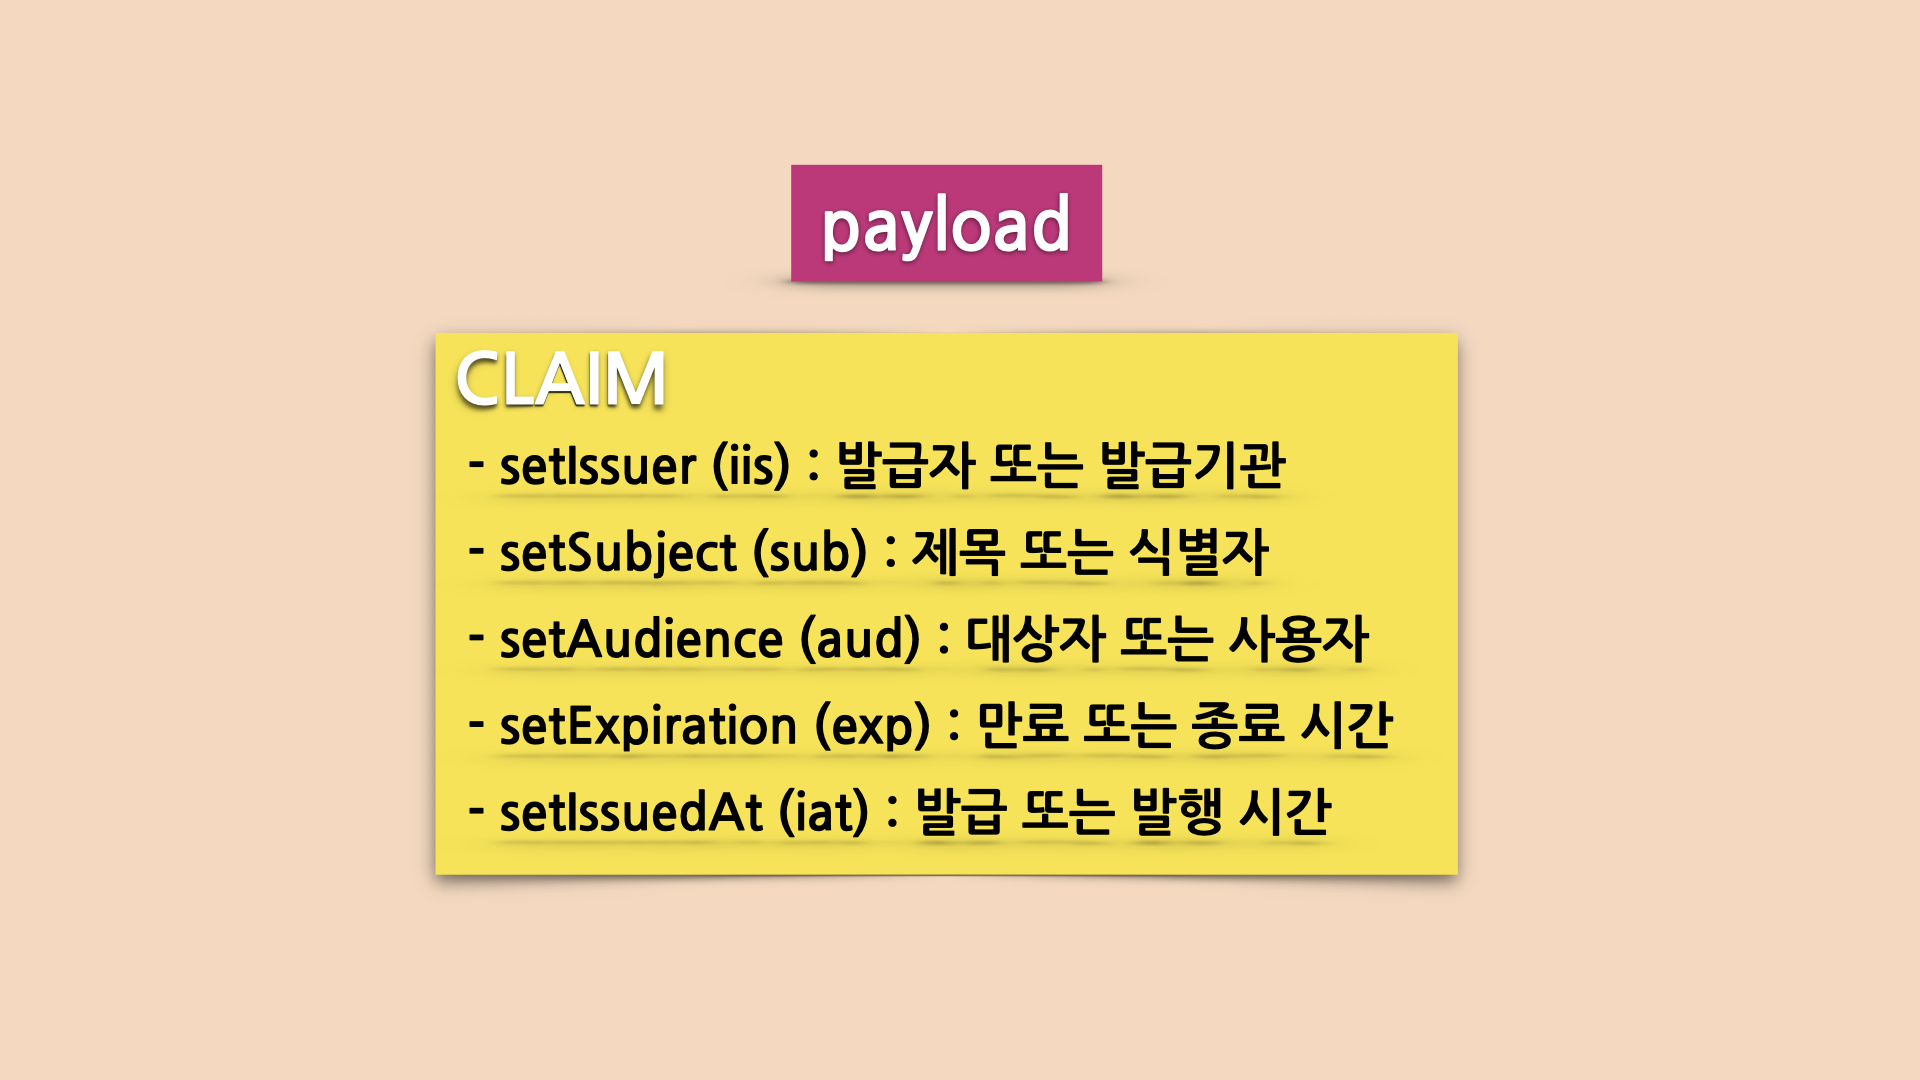 payload
CLAIM
- setIssuer (iis) : 발급자 또는 발급기관
- setSubject (sub) : 제목 또는 식별자
- setAudience (aud) : 대상자 또는 사용자
- setExpiration (exp) : 만료 또는 종료 시간
- setIssuedAt (iat) : 발급 또는 발행 시간